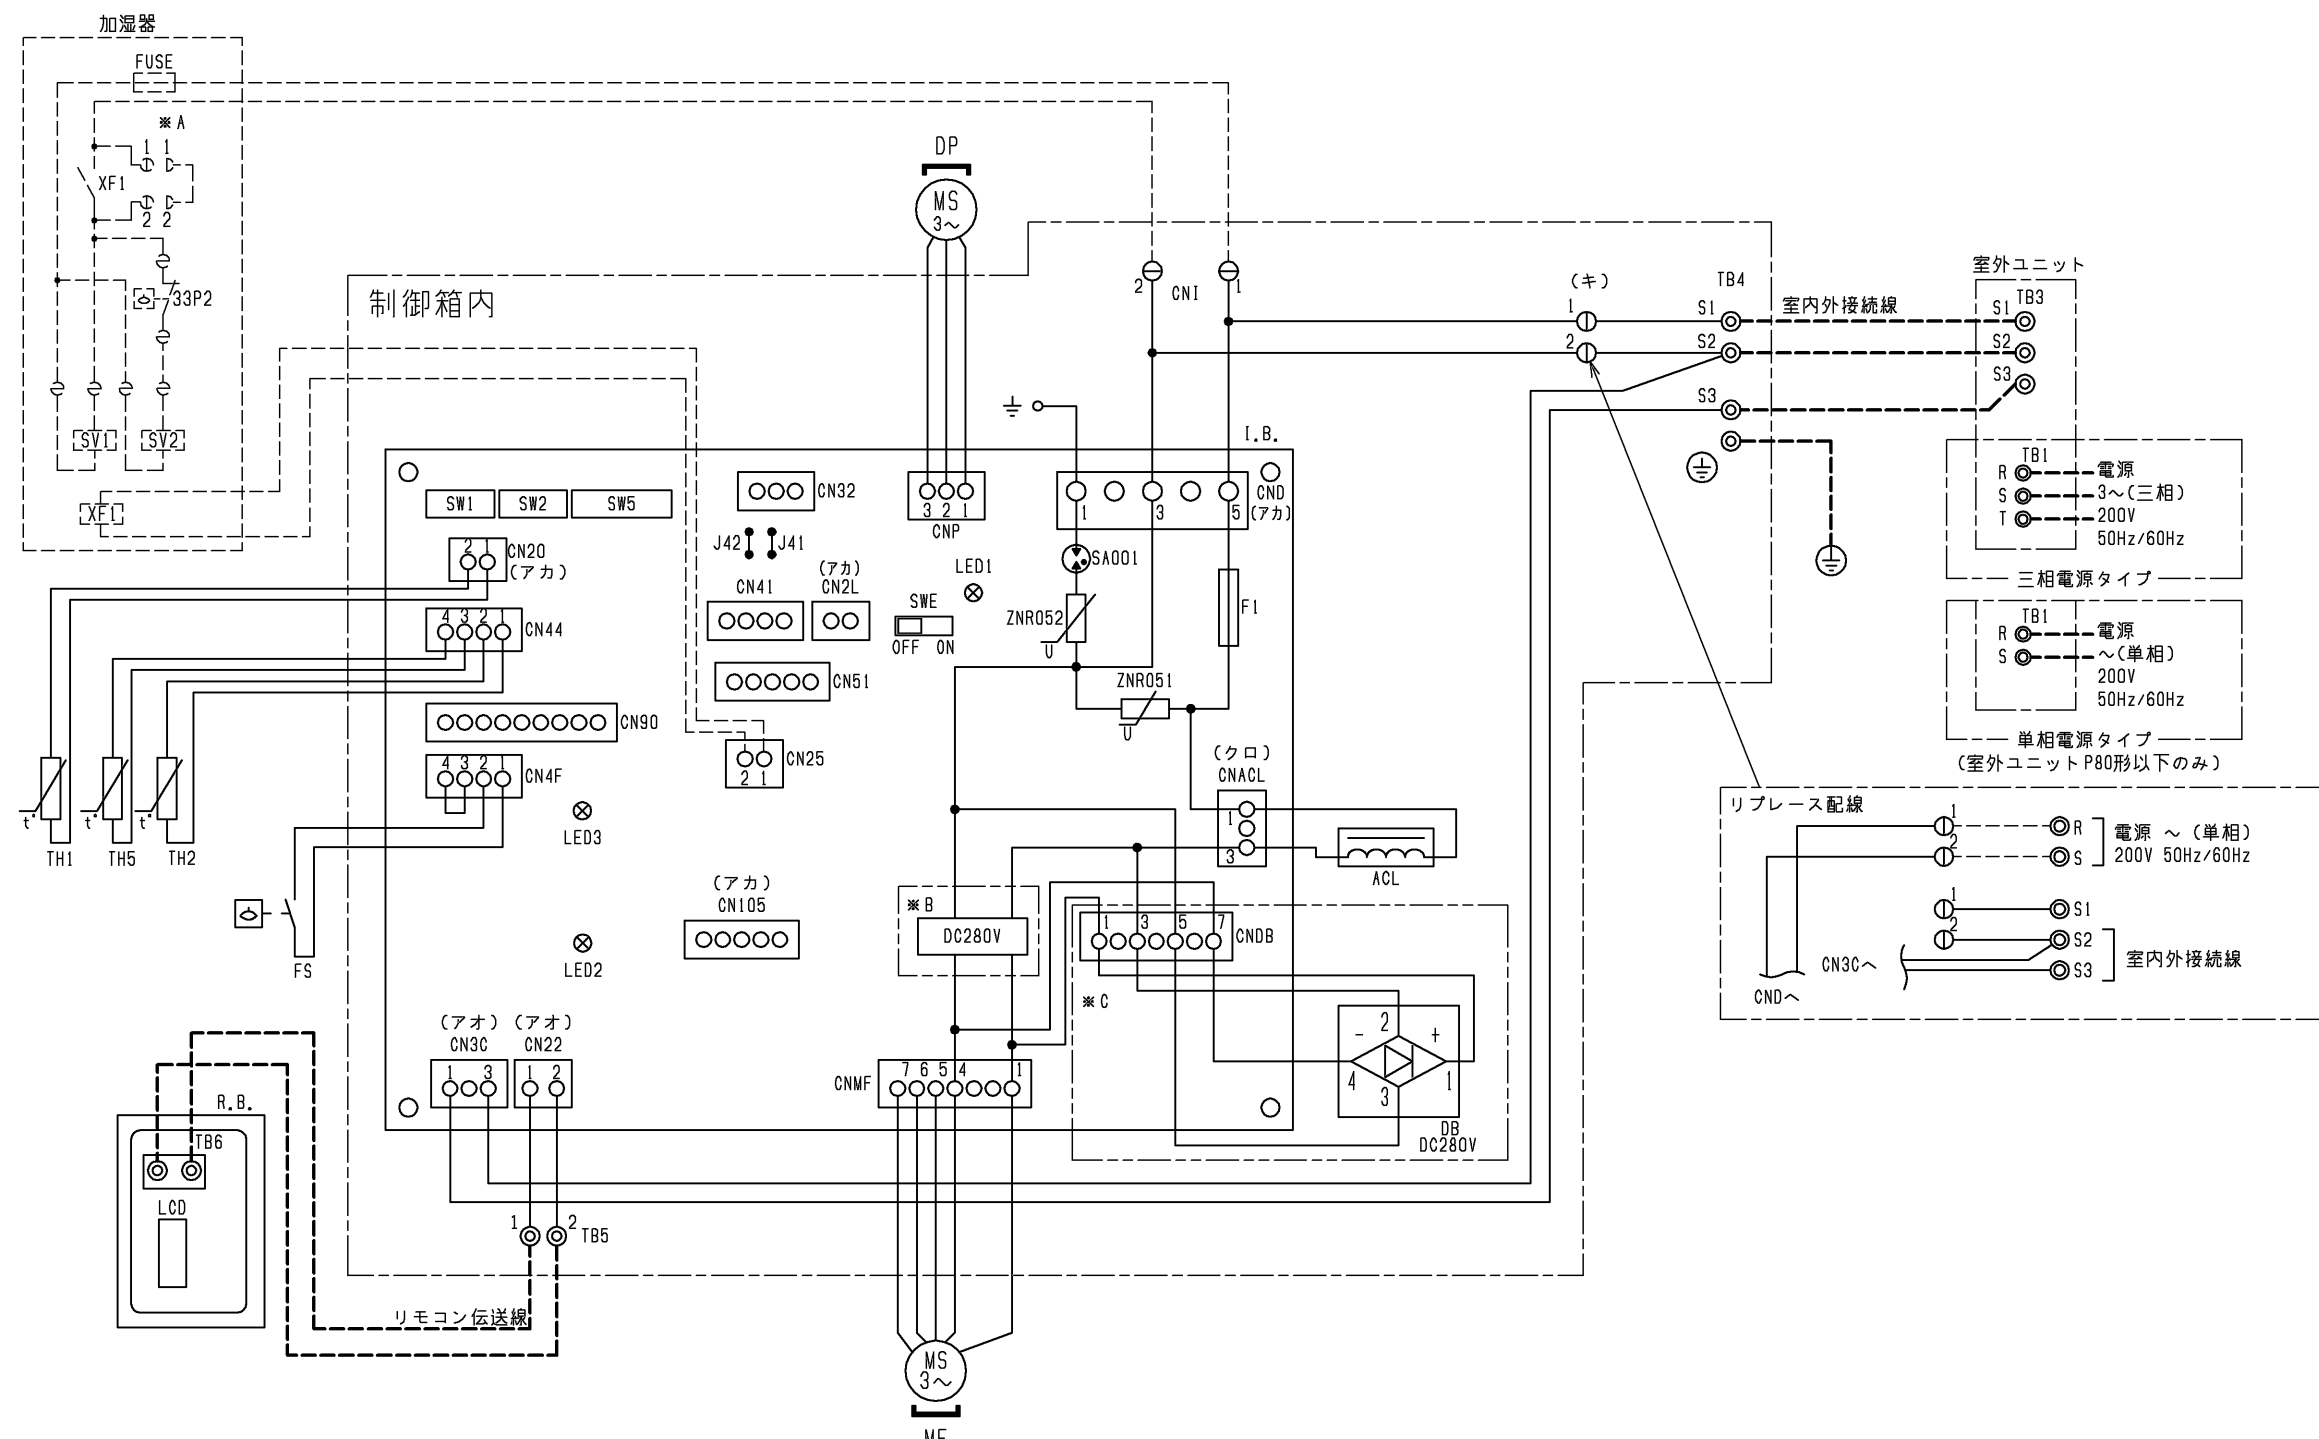 加湿器
FUSE
※A
1 1
XF1
2 2
33P2
SV1
SV2
XF1
DP
MS
3～
制御箱内
2
CNI
1
(キ)
1
2
TB4
S1
S2
S3
室内外接続線
室外ユニット
TB3
S1
S2
S3
TB1
R
S
T
電源
3～(三相)
200V
50Hz/60Hz
三相電源タイプ
TB1
R
S
電源
～(単相)
200V
50Hz/60Hz
単相電源タイプ
(室外ユニットP80形以下のみ)
I.B.
SW1
SW2
SW5
CN32
3 2 1
CNP
1
3
5
CND
(アカ)
2 1
CN20
(アカ)
J42
J41
LED1
SA001
CN41
(アカ)
CN2L
SWE
OFF ON
ZNR052
U
F1
4 3 2 1
CN44
CN51
ZNR051
U
CN90
CN25
2 1
4 3 2 1
CN4F
(クロ)
CNACL
1
3
ACL
t°
TH1
t°
TH5
t°
TH2
LED3
FS
LED2
(アカ)
CN105
※B
DC280V
1 3 5 7
CNDB
※C
2
－ ＋
4 1
3
DB
DC280V
(アオ)
CN3C
1 3
(アオ)
CN22
1 2
CNMF
7 6 5 4 1
R.B.
TB6
LCD
1
2
TB5
リモコン伝送線
MS
3～
MF
リプレース配線
1
2
R
S
電源 ～ (単相)
200V 50Hz/60Hz
1
2
S1
S2
S3
CN3Cへ
CNDへ
室内外接続線